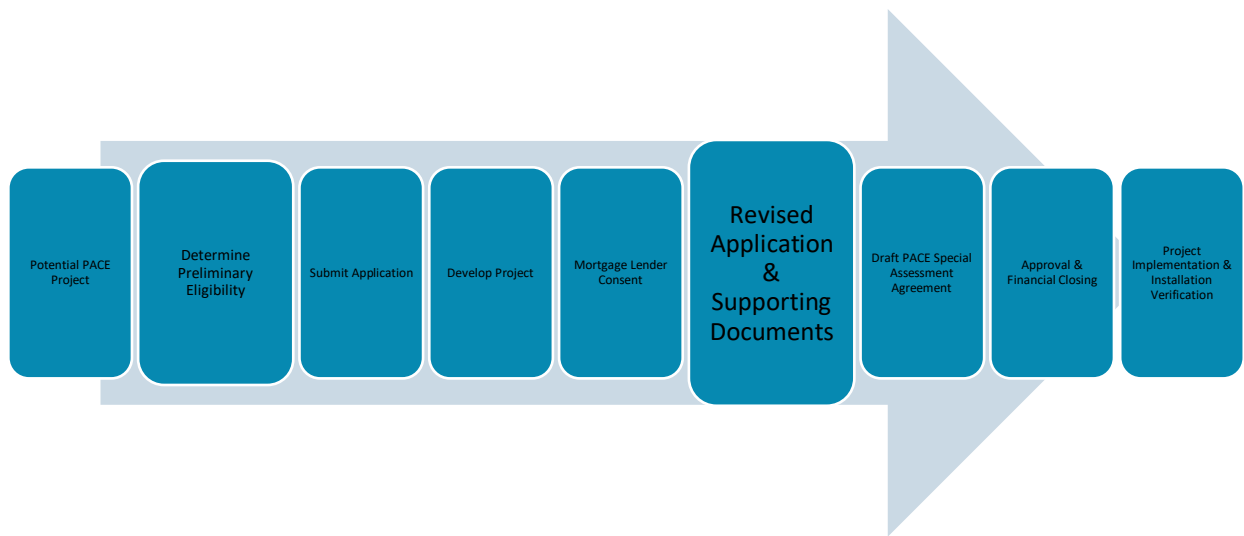 Potential PACE
Project
Determine
Preliminary
Eligibility
Submit Application
Develop Project
Mortgage Lender
Consent
Revised
Application
&
Supporting
Documents
Draft PACE Special
Assessment
Agreement
Approval &
Financial Closing
Project
Implementation &
Installation
Verification